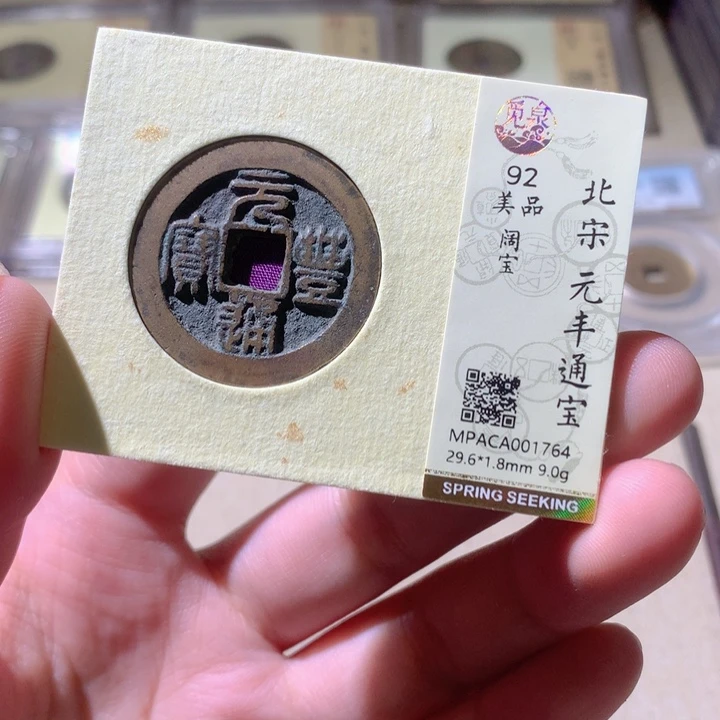 元豐通寶
觅泉
92
美品
阔宝
北宋 元丰通宝
MPACA001764
29.6*1.8mm 9.0g
SPRING SEEKING